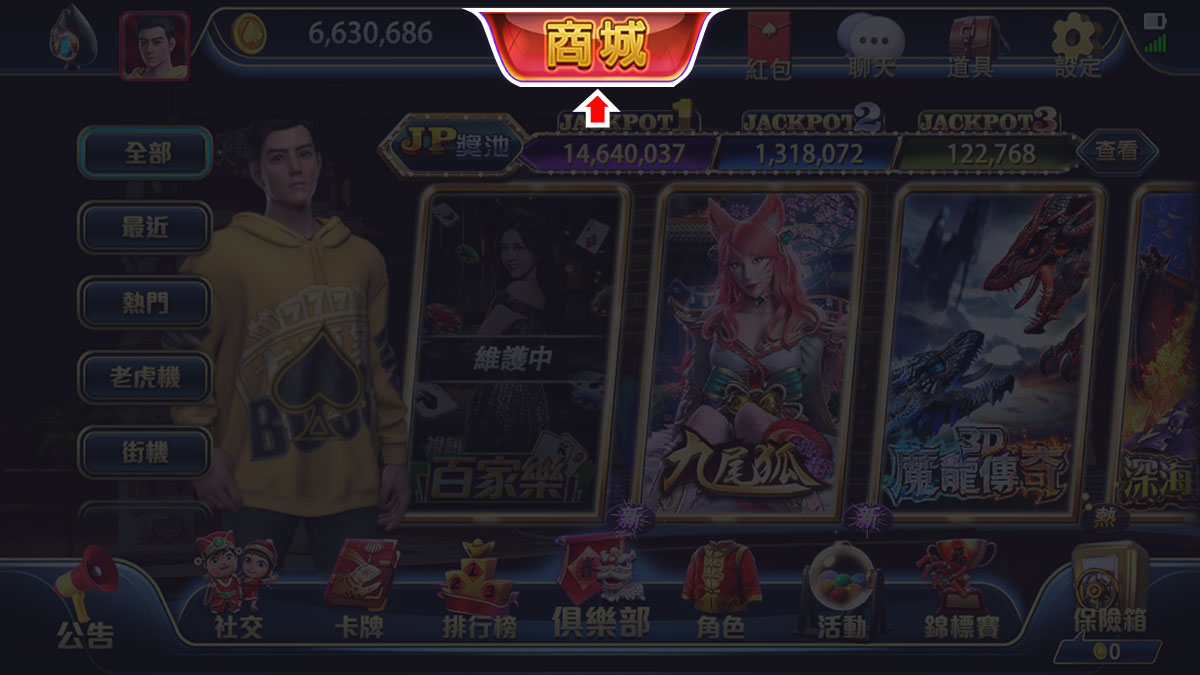 6,630,686
商城
紅包
聊天
道具
設定
JP獎池
JACKPOT1
14,640,037
JACKPOT2
1,318,072
JACKPOT3
122,768
查看
全部
最近
熱門
老虎機
街機
777
維護中
視訊
百家樂
九尾狐
新
3D
魔龍傳奇
新
深海
熱
公告
社交
卡牌
排行榜
俱樂部
角色
活動
錦標賽
保險箱
0